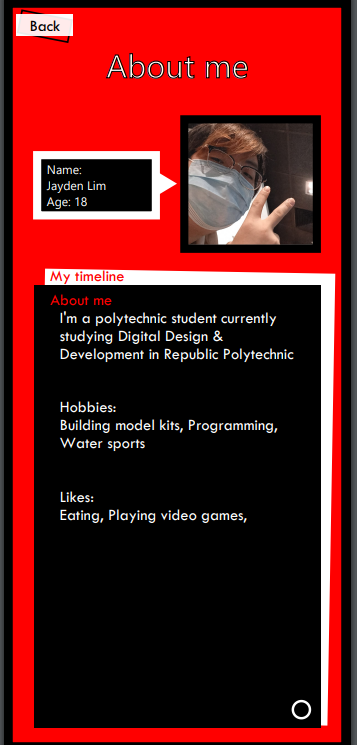 Back
About me
Name:
Jayden Lim
Age: 18
My timeline
About me
I'm a polytechnic student currently
studying Digital Design &
Development in Republic Polytechnic
Hobbies:
Building model kits, Programming,
Water sports
Likes:
Eating, Playing video games,